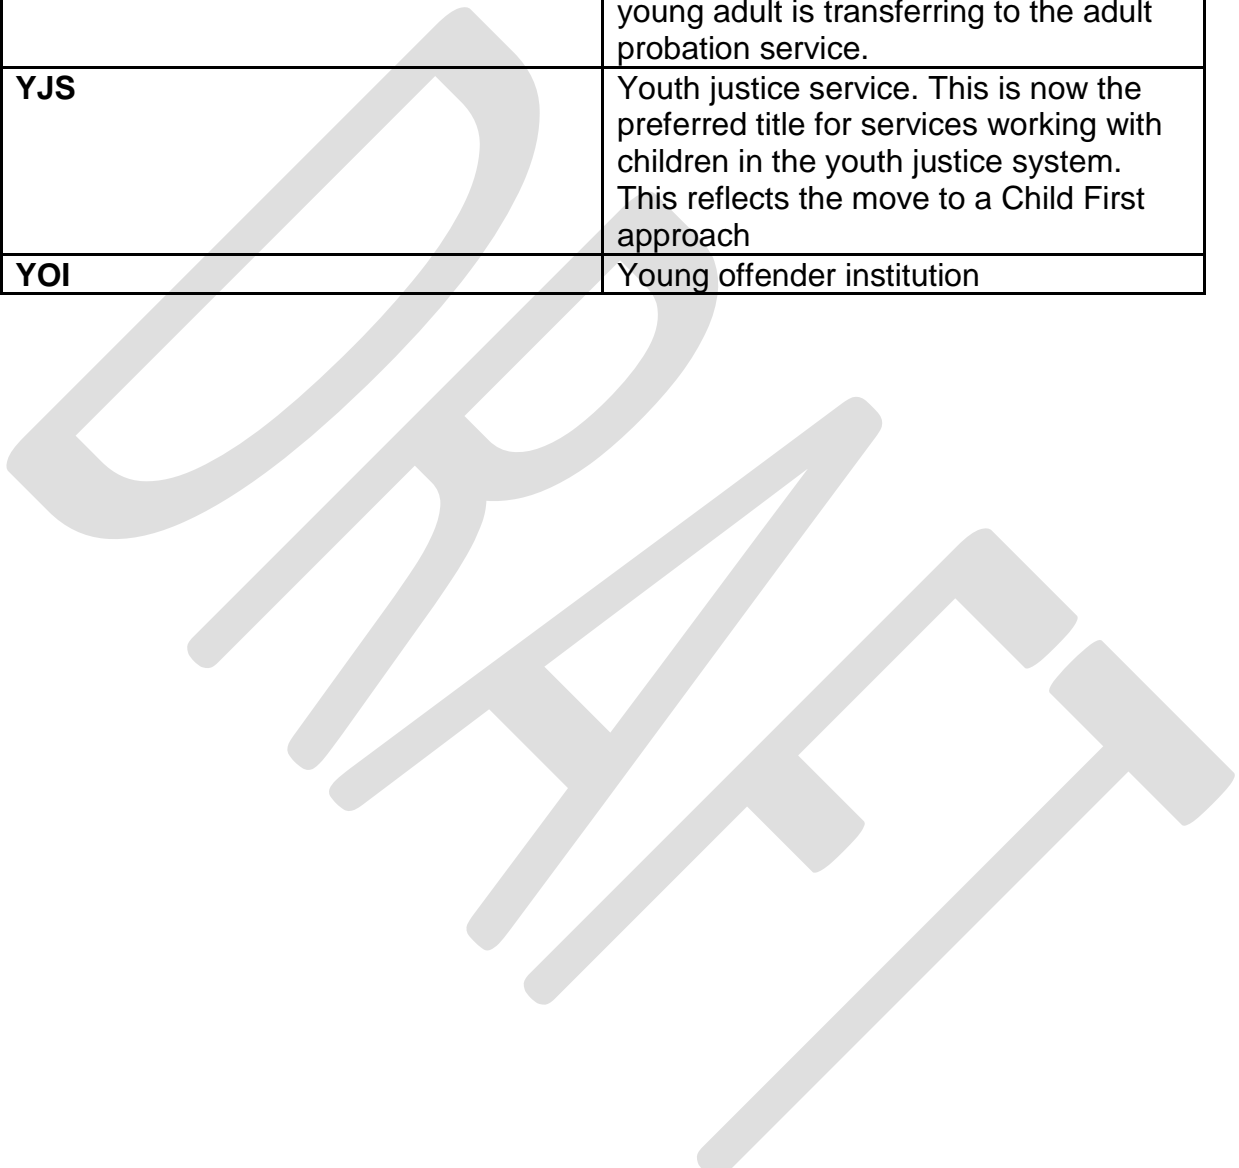 young adult is transferring to the adult
probation service.
YJS
Youth justice service. This is now the
preferred title for services working with
children in the youth justice system.
This reflects the move to a Child First
approach
YOI
Young offender institution
DRAFT